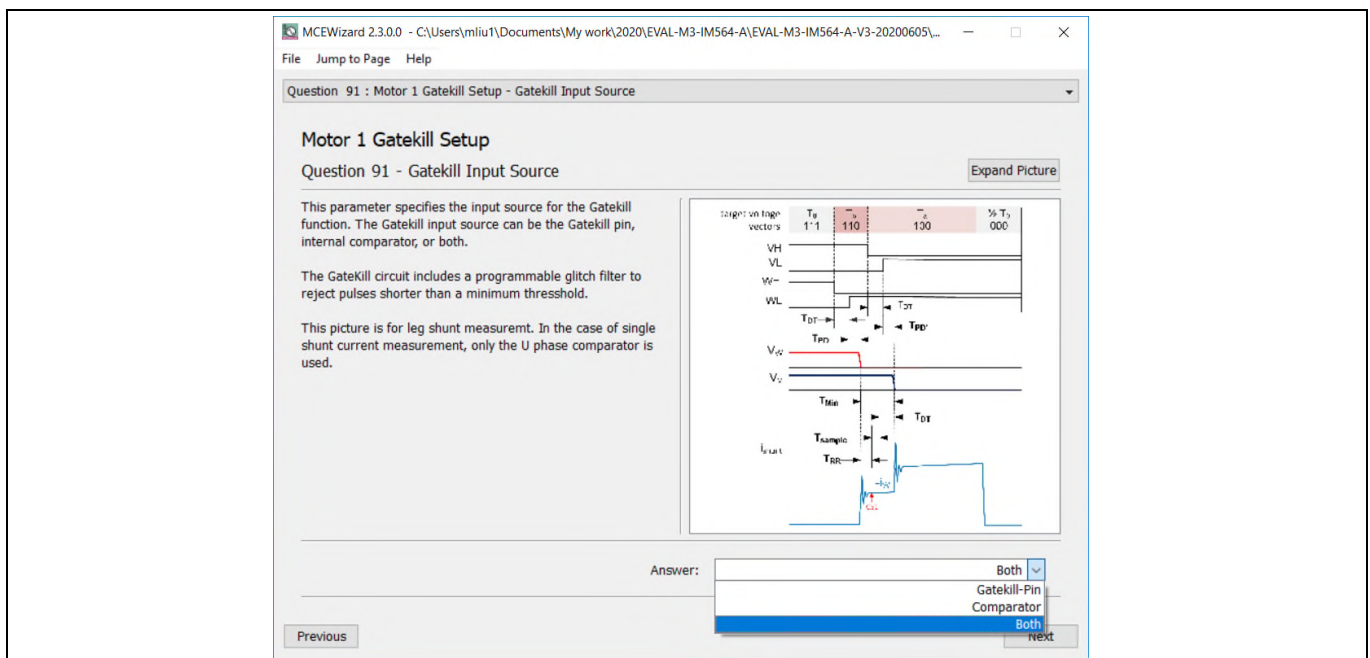 MCEWizard 2.3.0.0 - C:\Users\mliu1\Documents\My work\2020\EVAL-M3-IM564-A\EVAL-M3-IM564-A-V3-20200605\...
File Jump to Page Help
Question 91 : Motor 1 Gatekill Setup - Gatekill Input Source
Motor 1 Gatekill Setup
Question 91 - Gatekill Input Source
Expand Picture
This parameter specifies the input source for the Gatekill
function. The Gatekill input source can be the Gatekill pin,
internal comparator, or both.
The GateKill circuit includes a programmable glitch filter to
reject pulses shorter than a minimum thresshold.
This picture is for leg shunt measuremt. In the case of single
shunt current measurement, only the U phase comparator is
used.
vectors 110 000
VH
VL
WL
TDT
TDT
TPD
TPD
TMin
TDT
Tsample
TRR
Answer:
Both
Gatekill-Pin
Comparator
Both
Previous
Next